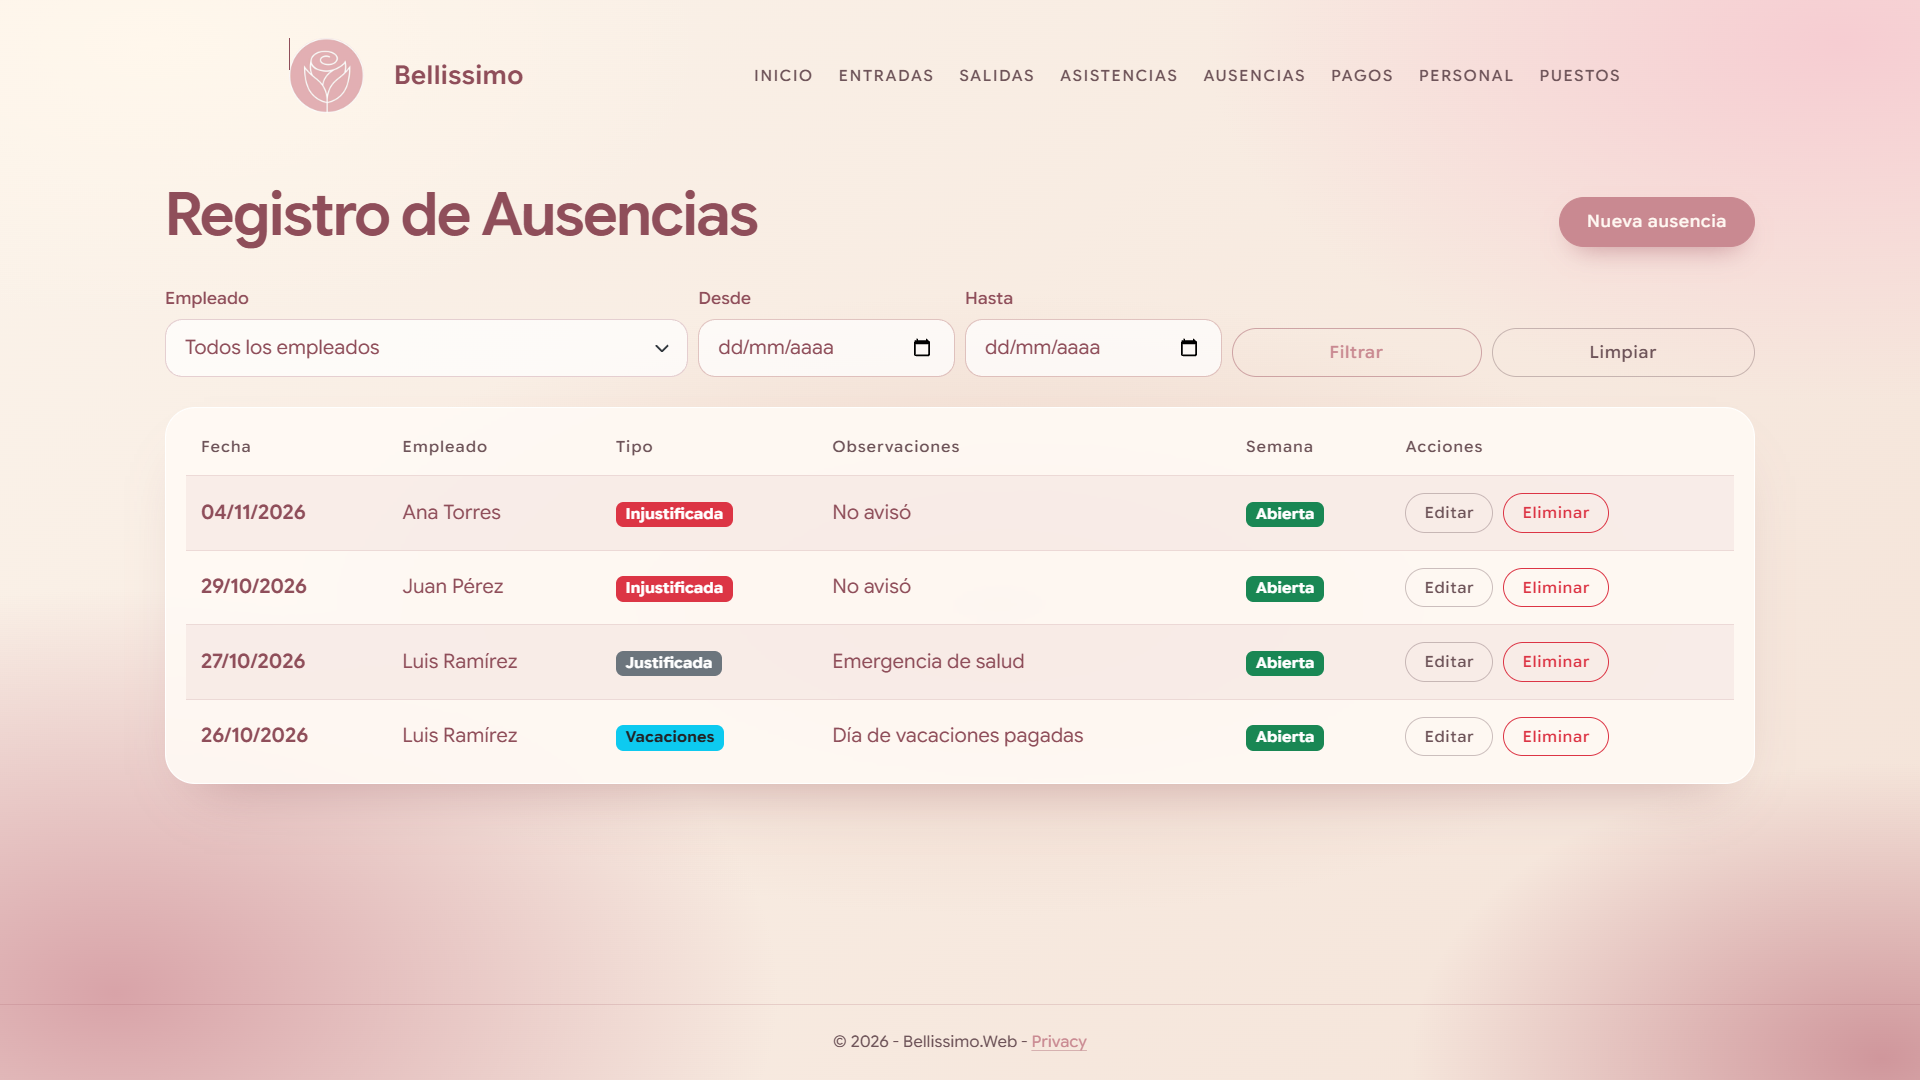 Bellissimo
INICIO ENTRADAS SALIDAS ASISTENCIAS AUSENCIAS PAGOS PERSONAL PUESTOS
Registro de Ausencias
Nueva ausencia
Empleado Desde Hasta
Todos los empleados dd/mm/aaaa dd/mm/aaaa Filtrar Limpiar
Fecha Empleado Tipo Observaciones Semana Acciones
04/11/2026 Ana Torres Injustificada No avisó Abierta Editar Eliminar
29/10/2026 Juan Pérez Injustificada No avisó Abierta Editar Eliminar
27/10/2026 Luis Ramírez Justificada Emergencia de salud Abierta Editar Eliminar
26/10/2026 Luis Ramírez Vacaciones Día de vacaciones pagadas Abierta Editar Eliminar
© 2026 - Bellissimo.Web - Privacy